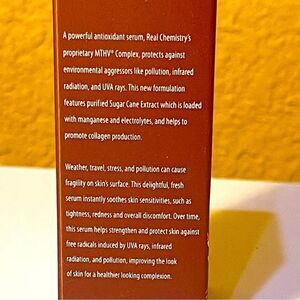 A powerful antioxidant serum, Real Chemistry's
proprietary MTHV® Complex, protects against
environmental aggressors like pollution, infrared
radiation, and UVA rays. This new formulation
features purified Sugar Cane Extract which is loaded
with manganese and electrolytes, and helps to
promote collagen production.
Weather, travel, stress, and pollution can cause
fragility on skin's surface. This delightful, fresh
serum instantly soothes skin sensitivities, such as
tightness, redness and overall discomfort. Over time,
this serum helps strengthen and protect skin against
free radicals induced by UVA rays, infrared
radiation, and pollution, improving the look
of skin for a healthier looking complexion.